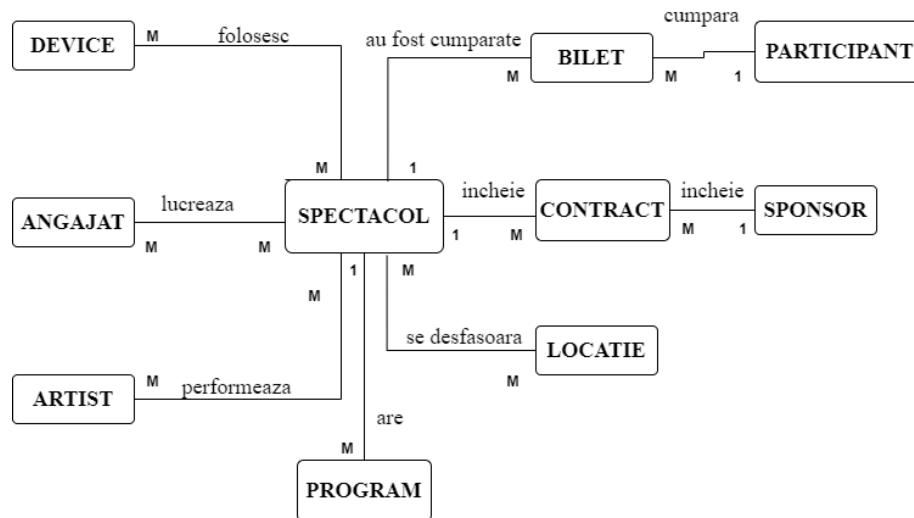 cumpara
DEVICE
M
folosesc
au fost cumparate
M
BILET
M
1
PARTICIPANT
M
1
ANGAJAT
M
lucreaza
M
SPECTACOL
incheie
1
M
CONTRACT
incheie
M
1
SPONSOR
M
1
M
se desfasoara
M
LOCATIE
ARTIST
M
performeaza
are
M
PROGRAM